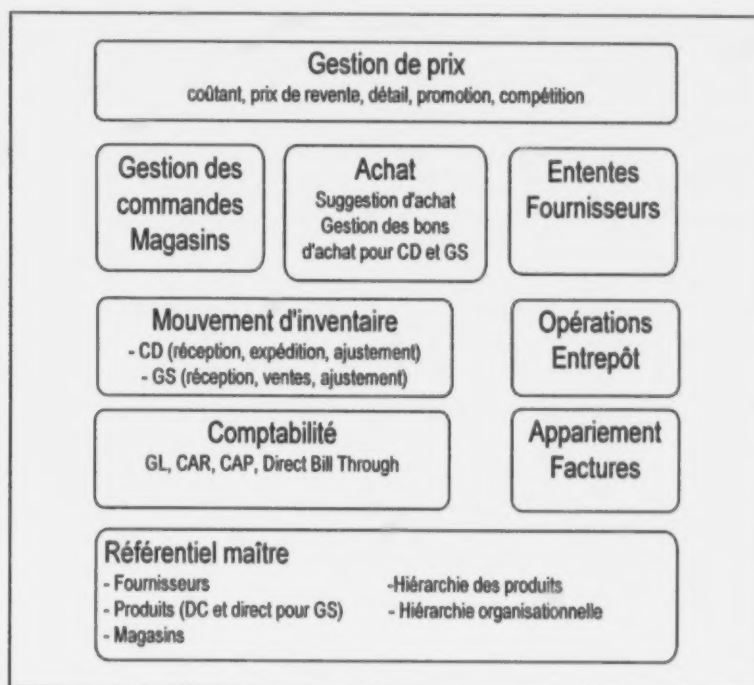 Gestion de prix
coûtant, prix de revente, détail, promotion, compétition
Gestion des
commandes
Magasins
Achat
Suggestion d'achat
Gestion des bons
d'achat pour CD et GS
Ententes
Fournisseurs
Mouvement d'inventaire
- CD (réception, expédition, ajustement)
- GS (réception, ventes, ajustement)
Opérations
Entrepôt
Comptabilité
GL, CAR, CAP, Direct Bill Through
Appariement
Factures
Référentiel maître
- Fournisseurs
- Produits (DC et direct pour GS)
- Magasins
-Hiérarchie des produits
- Hiérarchie organisationnelle